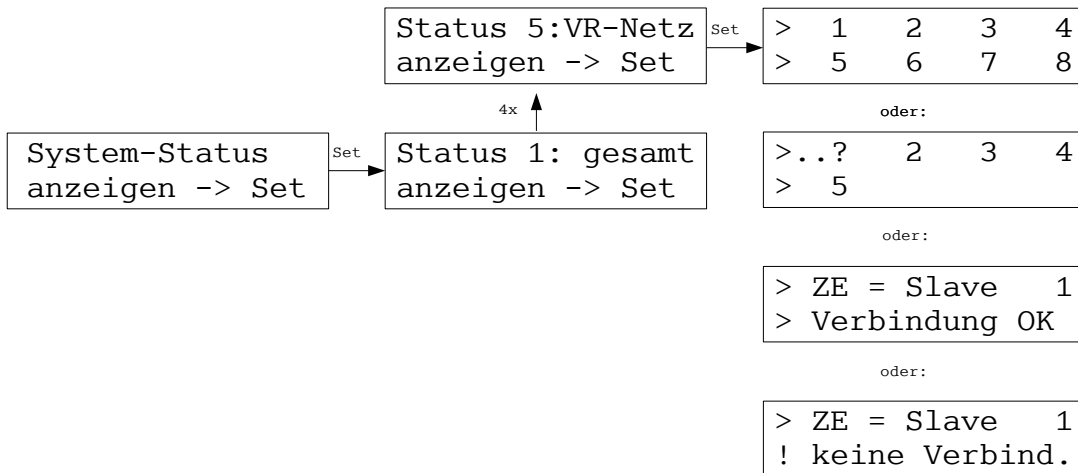 System-Status
anzeigen -> Set
Set
Status 1: gesamt
anzeigen -> Set
4x
Status 5:VR-Netz
anzeigen -> Set
Set
> 1 2 3 4
> 5 6 7 8
oder:
>..? 2 3 4
> 5
oder:
> ZE = Slave 1
> Verbindung OK
oder:
> ZE = Slave 1
! keine Verbind.